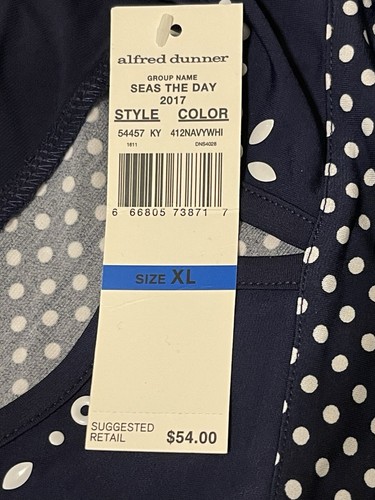 alfred dunner
GROUP NAME
SEAS THE DAY
2017
STYLE COLOR
54457 KY 412NAVYWHI
1611 DNS4028
6 66805 73871 7
SIZE XL
SUGGESTED
RETAIL $54.00